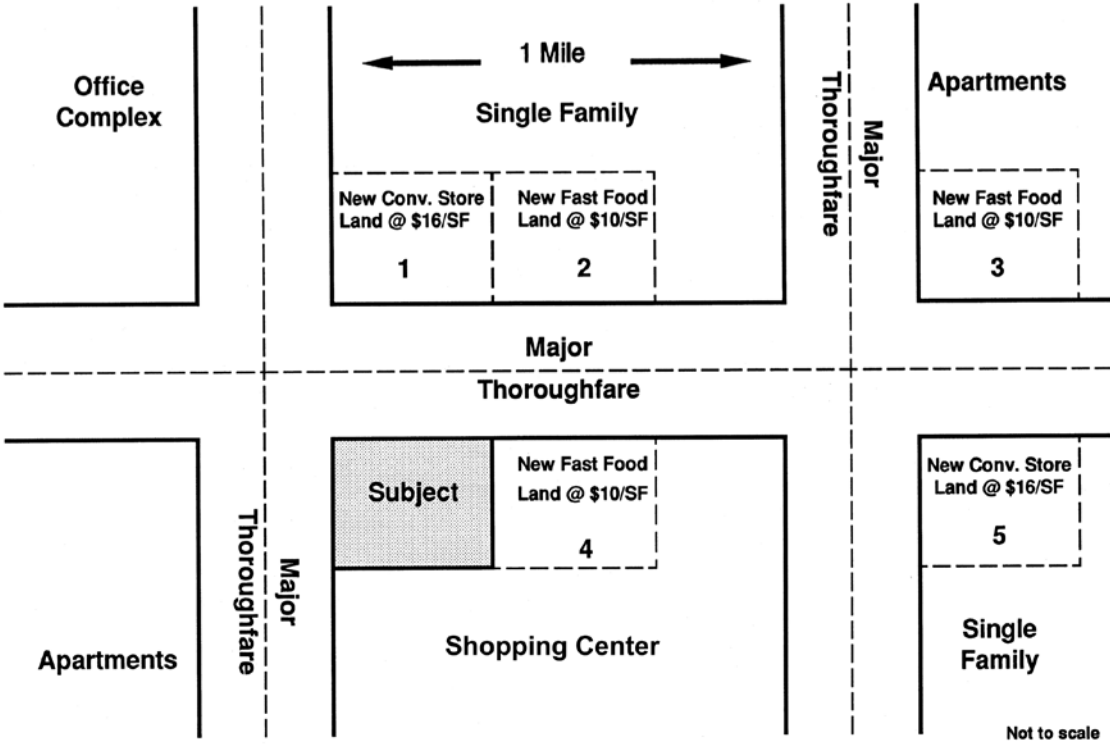 Office
Complex
1 Mile
Single Family
Major
Thoroughfare
Apartments
New Conv. Store
Land @ $16/SF
1
New Fast Food
Land @ $10/SF
2
New Fast Food
Land @ $10/SF
3
Major
Thoroughfare
Subject
New Fast Food
Land @ $10/SF
4
New Conv. Store
Land @ $16/SF
5
Major
Thoroughfare
Apartments
Shopping Center
Single
Family
Not to scale